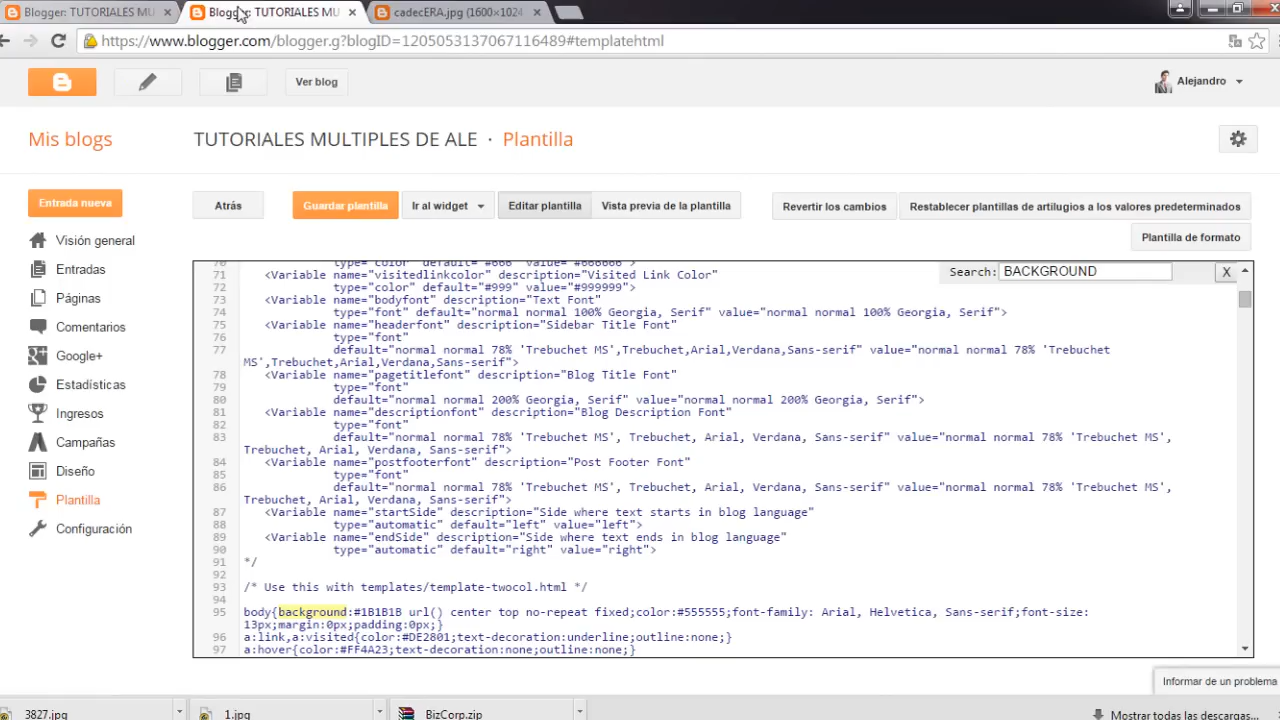 Blogger: TUTORIALES MU
Blogger: TUTORIALES MU
cadecERA.jpg (1600×1024
https://www.blogger.com/blogger.g?blogID=1205053137067116489#templatehtml
Ver blog
Alejandro
Mis blogs
TUTORIALES MULTIPLES DE ALE · Plantilla
Entrada nueva
Atrás
Guardar plantilla
Ir al widget
Editar plantilla
Vista previa de la plantilla
Revertir los cambios
Restablecer plantillas de artilugios a los valores predeterminados
Plantilla de formato
Visión general
Entradas
Páginas
Comentarios
Google+
Estadísticas
Ingresos
Campañas
Diseño
Plantilla
Configuración
Search: BACKGROUND
X
70 type="color" default="#666" value="#666666">
71 <Variable name="visitedlinkcolor" description="Visited Link Color"
72 type="color" default="#999" value="#999999">
73 <Variable name="bodyfont" description="Text Font"
74 type="font" default="normal normal 100% Georgia, Serif" value="normal normal 100% Georgia, Serif">
75 <Variable name="headerfont" description="Sidebar Title Font"
76 type="font"
77 default="normal normal 78% 'Trebuchet MS',Trebuchet,Arial,Verdana,Sans-serif" value="normal normal 78% 'Trebuchet
MS',Trebuchet,Arial,Verdana,Sans-serif">
78 <Variable name="pagetitlefont" description="Blog Title Font"
79 type="font"
80 default="normal normal 200% Georgia, Serif" value="normal normal 200% Georgia, Serif">
81 <Variable name="descriptionfont" description="Blog Description Font"
82 type="font"
83 default="normal normal 78% 'Trebuchet MS', Trebuchet, Arial, Verdana, Sans-serif" value="normal normal 78% 'Trebuchet MS',
Trebuchet, Arial, Verdana, Sans-serif">
84 <Variable name="postfooterfont" description="Post Footer Font"
85 type="font"
86 default="normal normal 78% 'Trebuchet MS', Trebuchet, Arial, Verdana, Sans-serif" value="normal normal 78% 'Trebuchet MS',
Trebuchet, Arial, Verdana, Sans-serif">
87 <Variable name="startSide" description="Side where text starts in blog language"
88 type="automatic" default="left" value="left">
89 <Variable name="endSide" description="Side where text ends in blog language"
90 type="automatic" default="right" value="right">
91 */
92
93 /* Use this with templates/template-twocol.html */
94
95 body{background:#1B1B1B url() center top no-repeat fixed;color:#555555;font-family: Arial, Helvetica, Sans-serif;font-size:
13px;margin:0px;padding:0px;}
96 a:link,a:visited{color:#DE2801;text-decoration:underline;outline:none;}
97 a:hover{color:#FF4A23;text-decoration:none;outline:none;}
Informar de un problema
3827.jpg
1.jpg
BizCorp.zip
Mostrar todas las descargas...